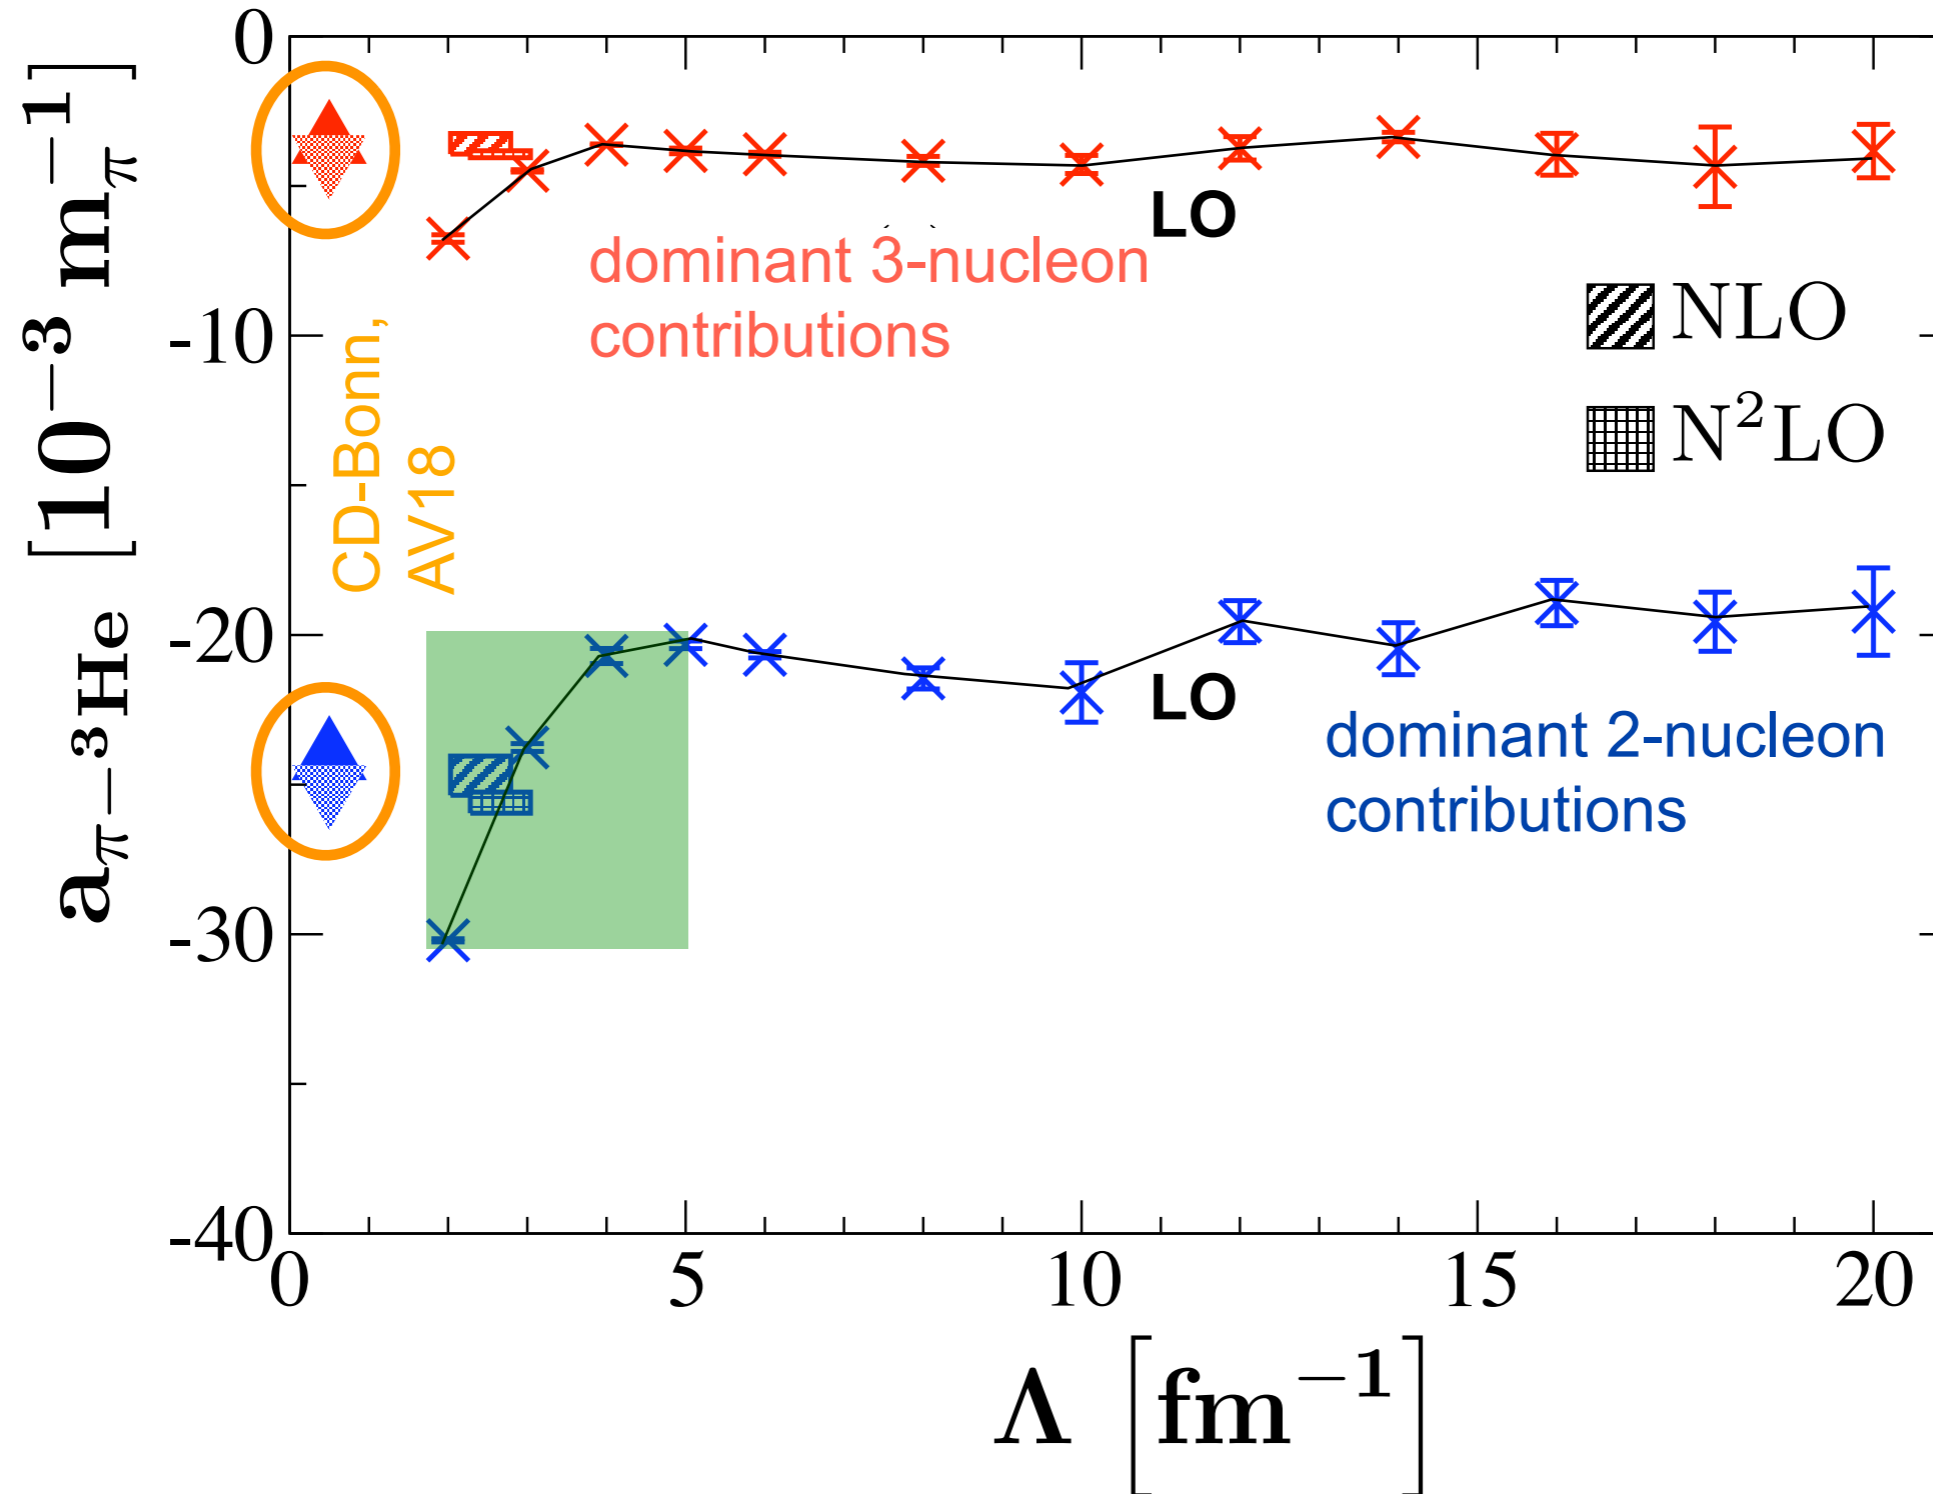 0
-10
-20
-30
-40
0
5
10
15
20
a_{π−³He} [10⁻³ m_π⁻¹]
Λ [fm⁻¹]
CD-Bonn,
AV18
dominant 3-nucleon
contributions
LO
NLO
N²LO
LO
dominant 2-nucleon
contributions